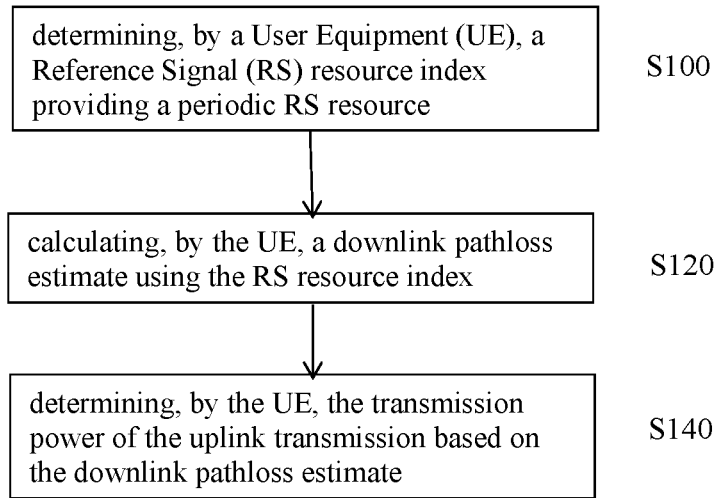 determining, by a User Equipment (UE), a
Reference Signal (RS) resource index
providing a periodic RS resource
S100
calculating, by the UE, a downlink pathloss
estimate using the RS resource index
S120
determining, by the UE, the transmission
power of the uplink transmission based on
the downlink pathloss estimate
S140